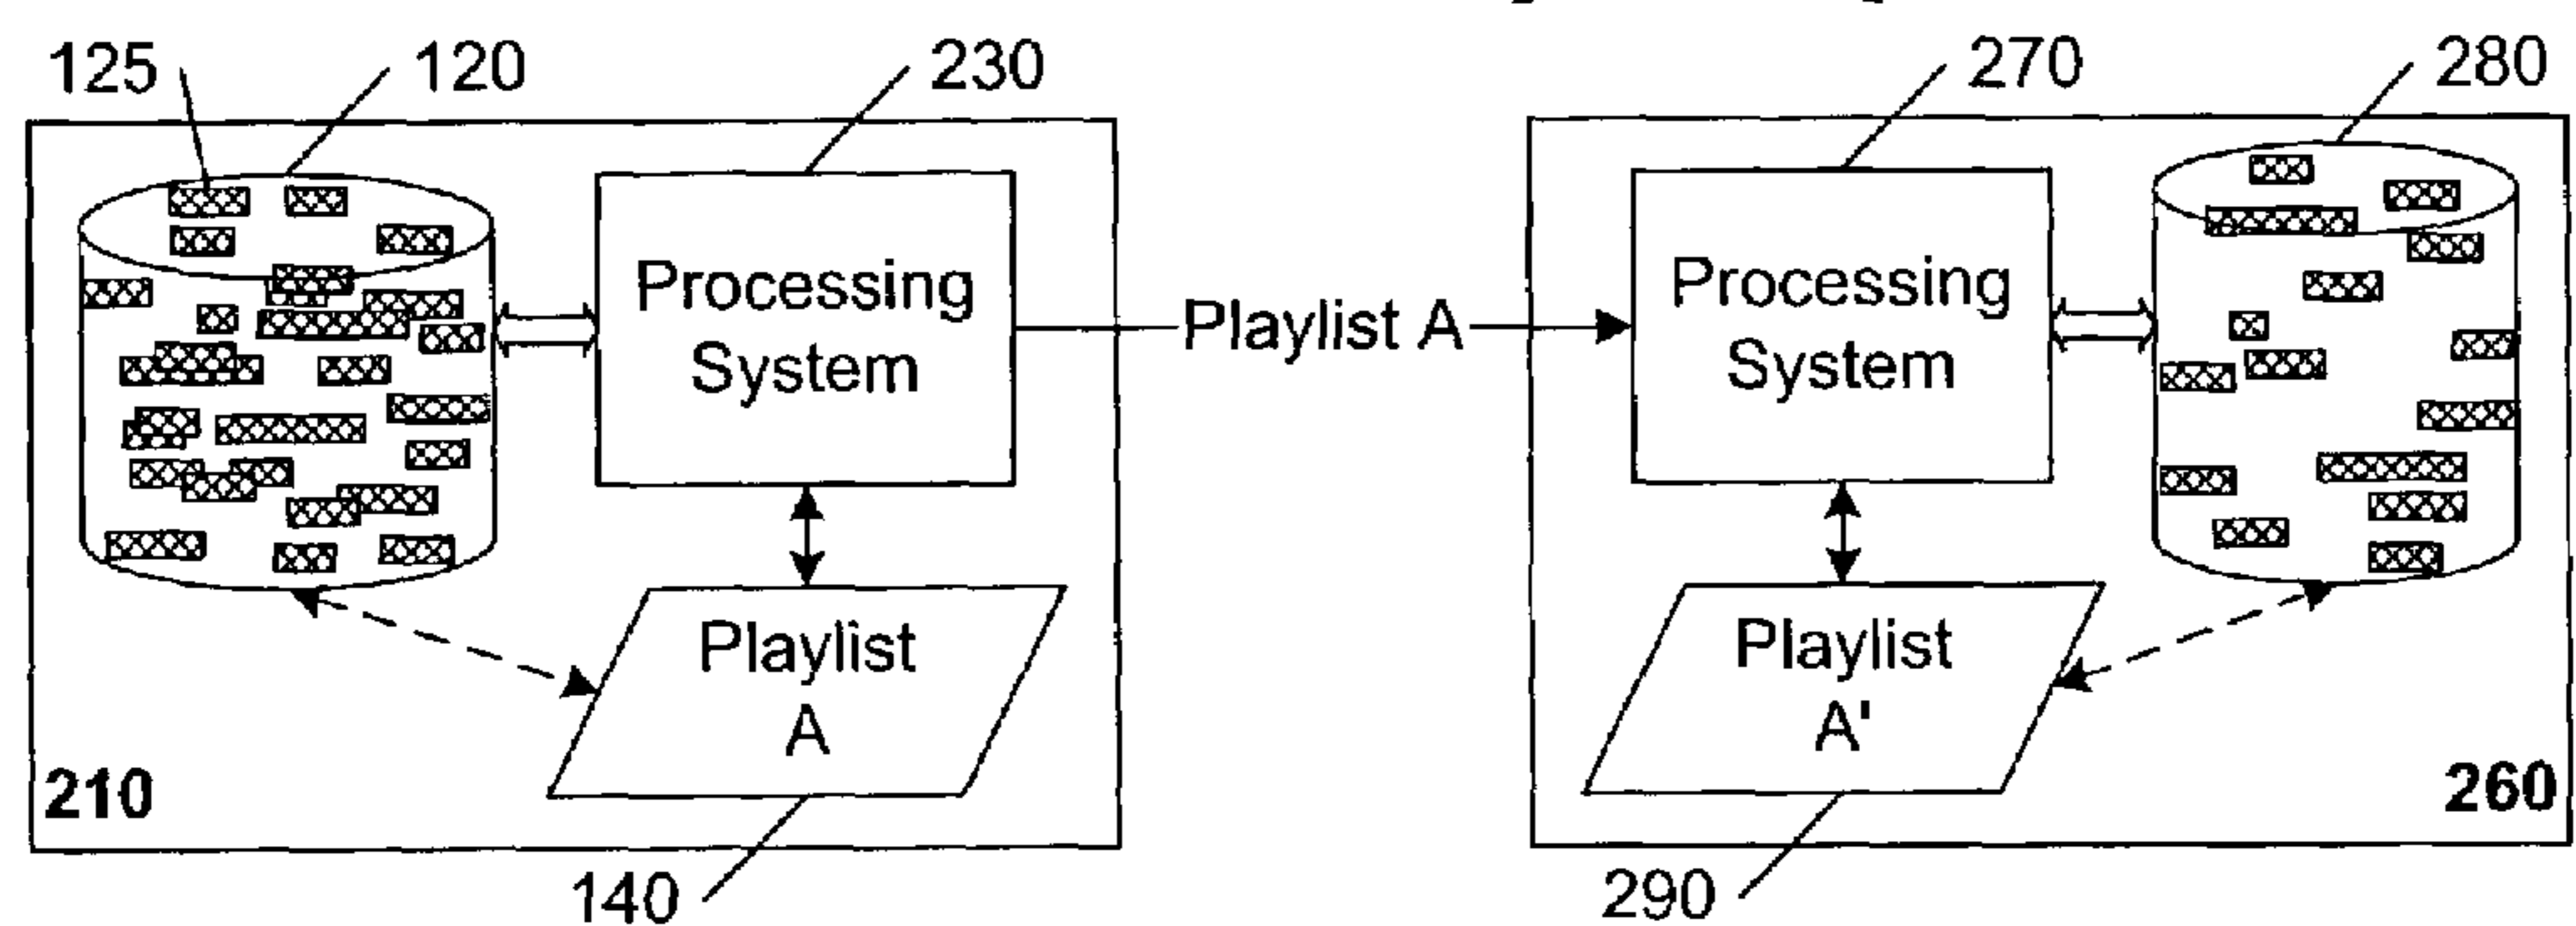 125
120
230
270
280
Processing
System
Playlist A
Processing
System
Playlist
A
Playlist
A'
210
260
140
290